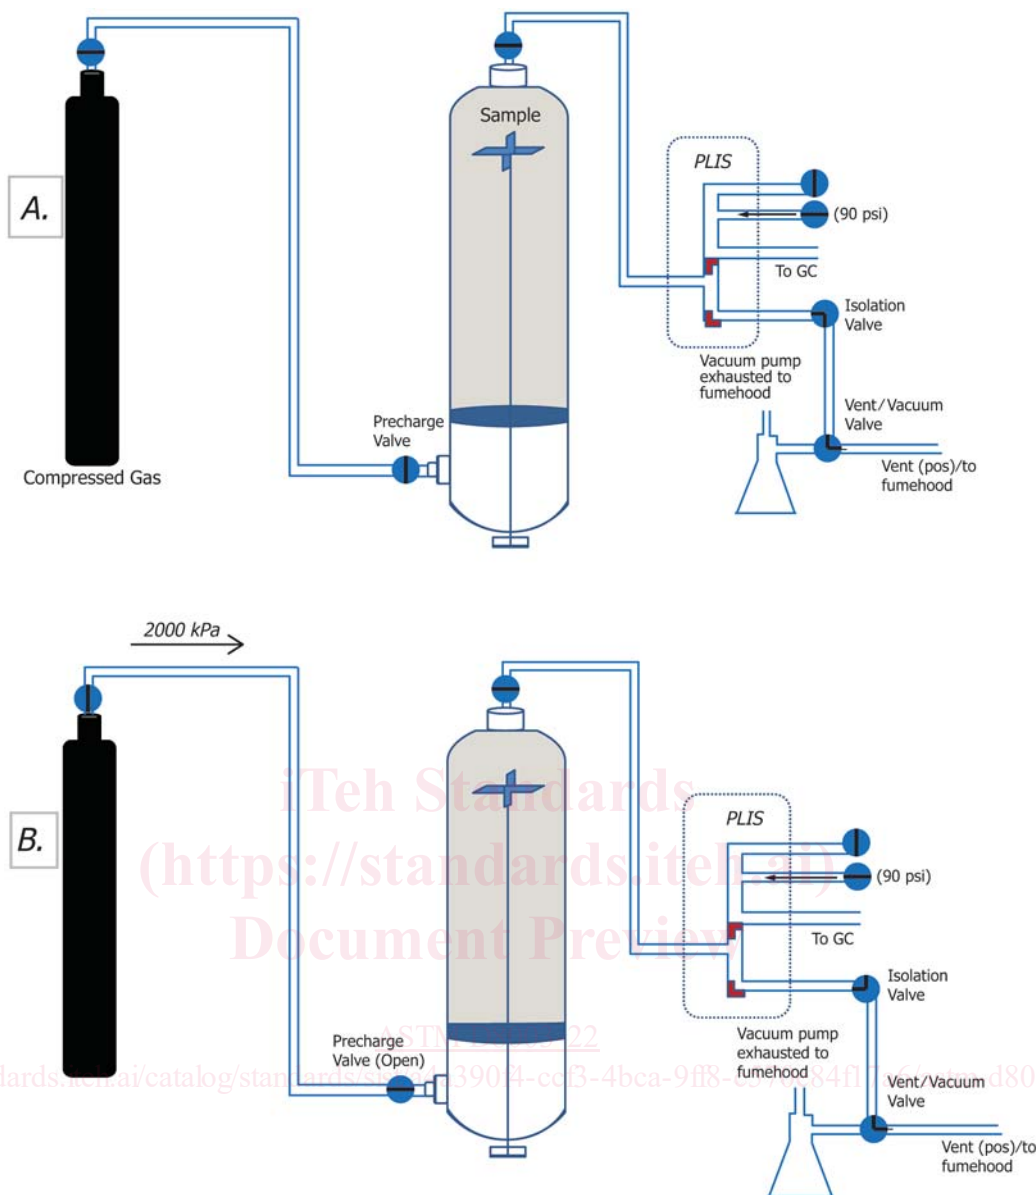 A.
Sample
PLIS
(90 psi)
To GC
Isolation
Valve
Vacuum pump
exhausted to
fumehood
Precharge
Valve
Vent/Vacuum
Valve
Vent (pos)/to
fumehood
Compressed Gas
2000 kPa
B.
iTeh Standards
(https://standards.iteh.ai)
Document Preview
PLIS
(90 psi)
To GC
Isolation
Valve
Precharge
Valve (Open)
Vacuum pump
exhausted to
fumehood
Vent/Vacuum
Valve
Vent (pos)/to
fumehood